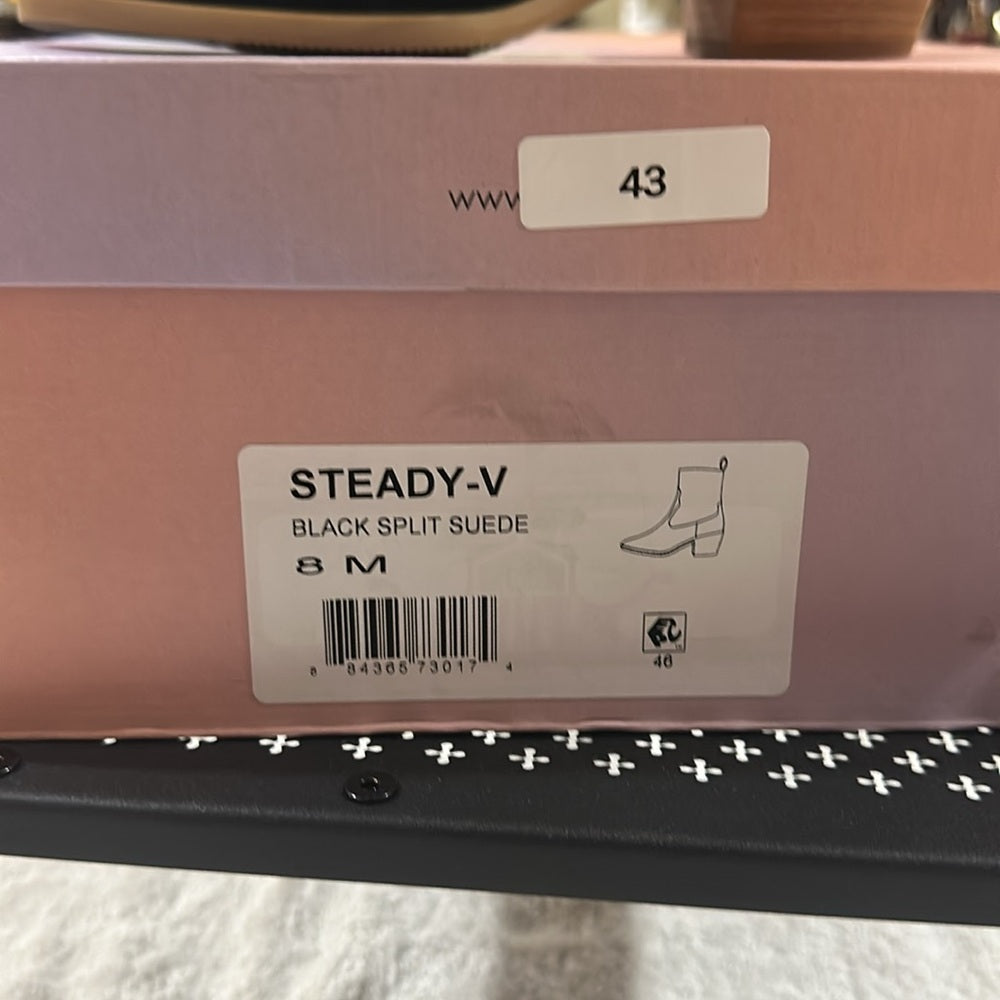 www
43
STEADY-V
BLACK SPLIT SUEDE
8 M
8 84365 73017 4
46